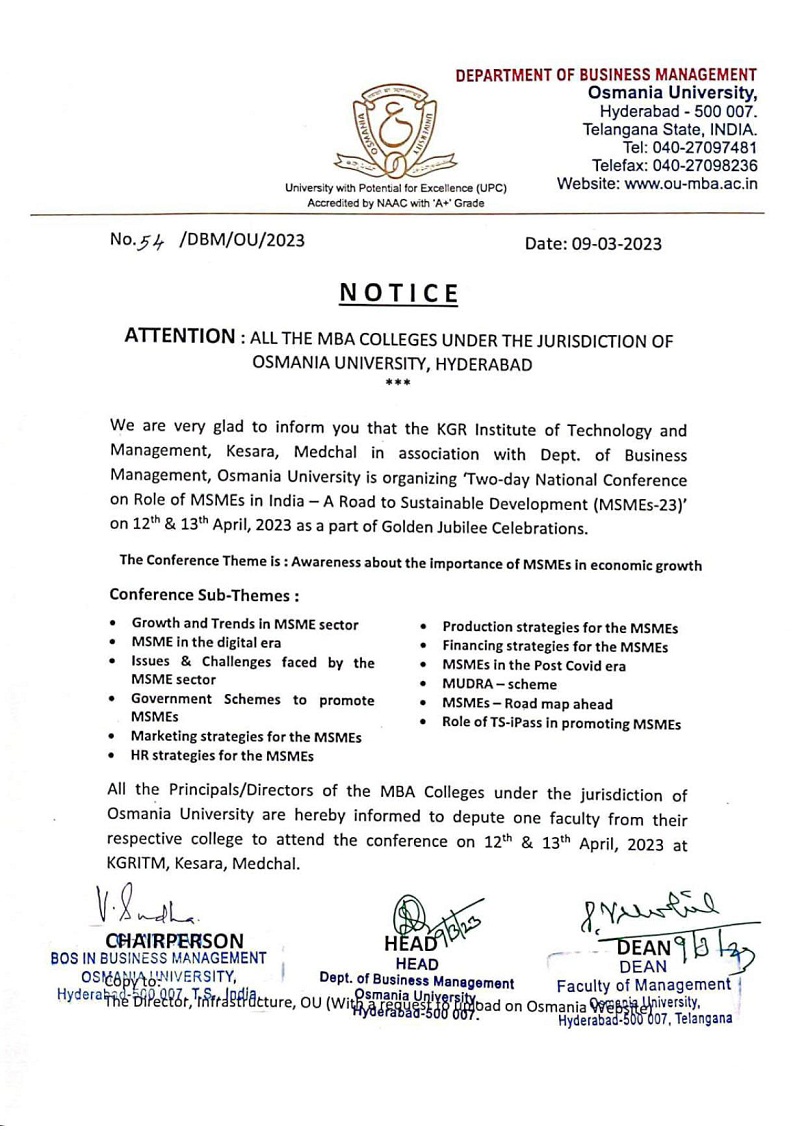 DEPARTMENT OF BUSINESS MANAGEMENT
Osmania University,
Hyderabad - 500 007.
Telangana State, INDIA.
Tel: 040-27097481
Telefax: 040-27098236
Website: www.ou-mba.ac.in
OSMANIA UNIVERSITY
University with Potential for Excellence (UPC)
Accredited by NAAC with 'A+' Grade
No. 54 /DBM/OU/2023
Date: 09-03-2023
NOTICE
ATTENTION : ALL THE MBA COLLEGES UNDER THE JURISDICTION OF
OSMANIA UNIVERSITY, HYDERABAD
***
We are very glad to inform you that the KGR Institute of Technology and
Management, Kesara, Medchal in association with Dept. of Business
Management, Osmania University is organizing 'Two-day National Conference
on Role of MSMEs in India – A Road to Sustainable Development (MSMEs-23)'
on 12th & 13th April, 2023 as a part of Golden Jubilee Celebrations.
The Conference Theme is : Awareness about the importance of MSMEs in economic growth
Conference Sub-Themes :
• Growth and Trends in MSME sector
• MSME in the digital era
• Issues & Challenges faced by the
MSME sector
• Government Schemes to promote
MSMEs
• Marketing strategies for the MSMEs
• HR strategies for the MSMEs
• Production strategies for the MSMEs
• Financing strategies for the MSMEs
• MSMEs in the Post Covid era
• MUDRA – scheme
• MSMEs – Road map ahead
• Role of TS-iPass in promoting MSMEs
All the Principals/Directors of the MBA Colleges under the jurisdiction of
Osmania University are hereby informed to depute one faculty from their
respective college to attend the conference on 12th & 13th April, 2023 at
KGRITM, Kesara, Medchal.
V. Sudha
CHAIRPERSON
BOS IN BUSINESS MANAGEMENT
OSMANIA UNIVERSITY,
Hyderabad-500 007, T.S., India.
9/3/23
HEAD
HEAD
Dept. of Business Management
Osmania University,
Hyderabad-500 007.
9/3/23
DEAN
DEAN
Faculty of Management
Osmania University,
Hyderabad-500 007, Telangana
Copy to:
The Director, Infrastructure, OU (With a request to upload on Osmania Website)